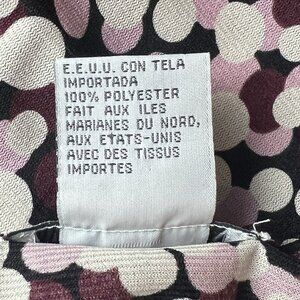 E.E.U.U. CON TELA
IMPORTADA
100% POLYESTER
FAIT AUX ILES
MARIANES DU NORD,
AUX ETATS-UNIS
AVEC DES TISSUS
IMPORTES